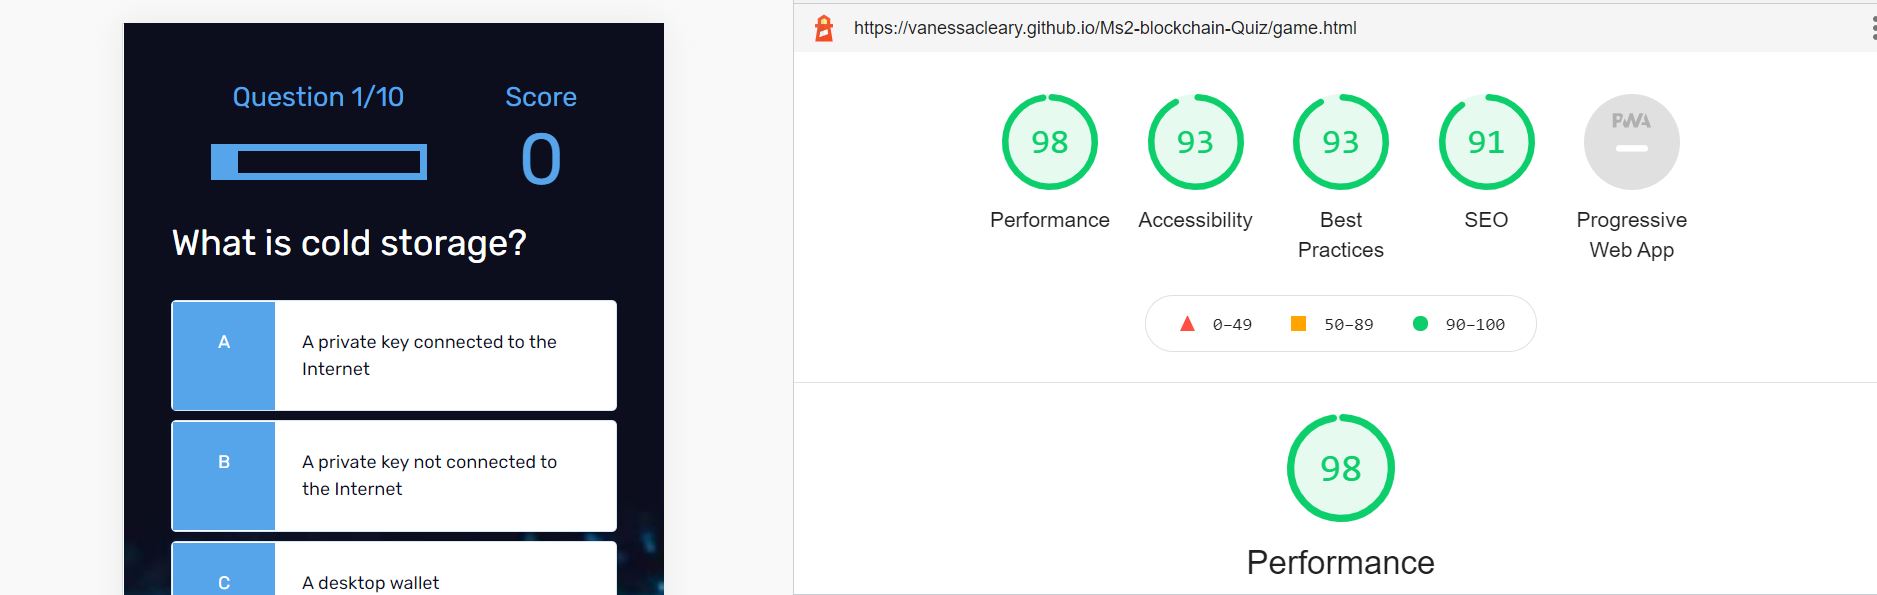 Question 1/10
Score
0
What is cold storage?
A
A private key connected to the
Internet
B
A private key not connected to
the Internet
C
A desktop wallet
https://vanessacleary.github.io/Ms2-blockchain-Quiz/game.html
98
93
93
91
PWA
Performance
Accessibility
Best
Practices
SEO
Progressive
Web App
0–49
50–89
90–100
98
Performance